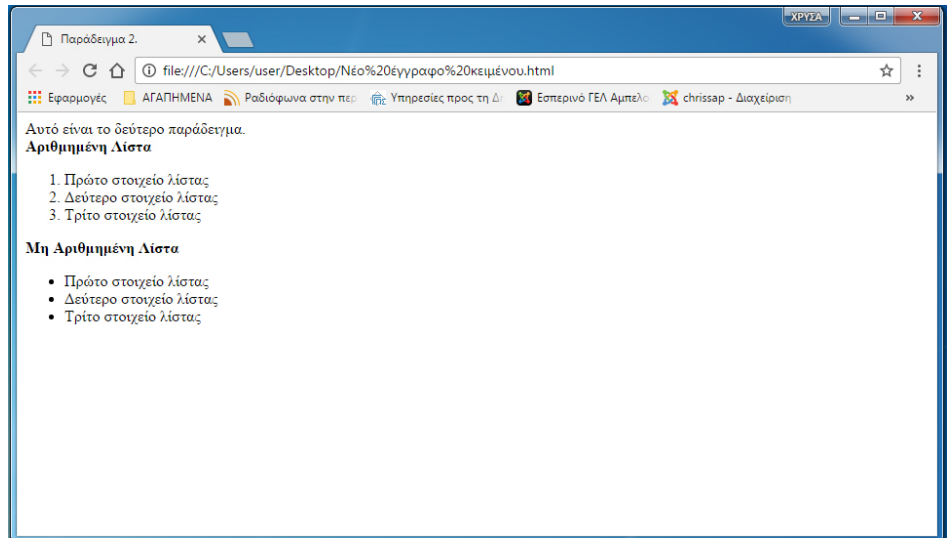 ΧΡΥΣΑ
Παράδειγμα 2.
file:///C:/Users/user/Desktop/Νέο%20έγγραφο%20κειμένου.html
Εφαρμογές ΑΓΑΠΗΜΕΝΑ Ραδιόφωνα στην περ Υπηρεσίες προς τη Δη Εσπερινό ΓΕΛ Αμπελο chrissap - Διαχείριση »
Αυτό είναι το δεύτερο παράδειγμα.
Αριθμημένη Λίστα
1. Πρώτο στοιχείο λίστας
2. Δεύτερο στοιχείο λίστας
3. Τρίτο στοιχείο λίστας
Μη Αριθμημένη Λίστα
• Πρώτο στοιχείο λίστας
• Δεύτερο στοιχείο λίστας
• Τρίτο στοιχείο λίστας